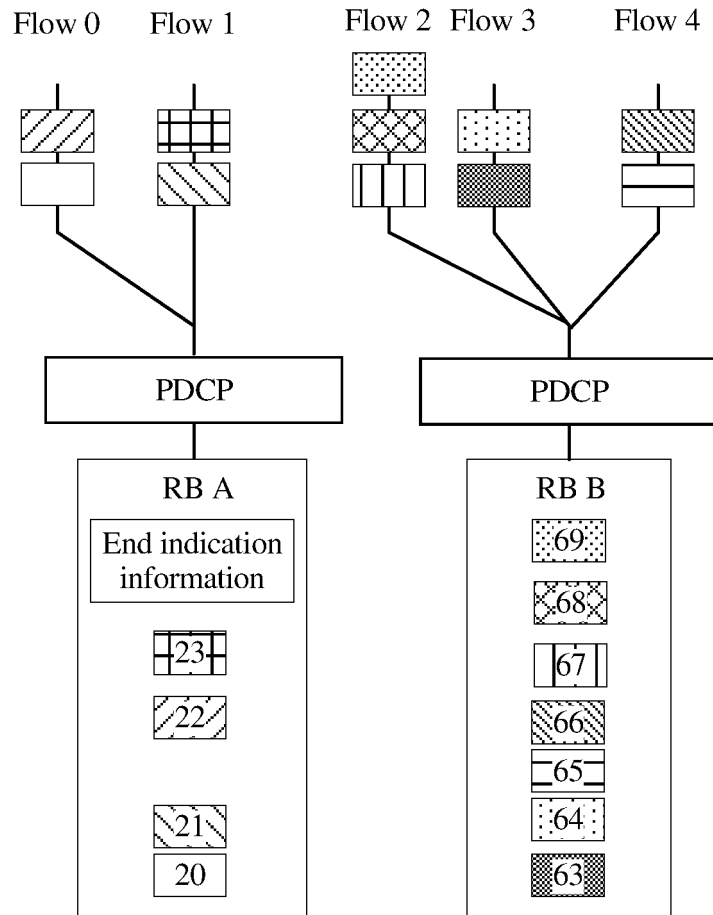 Flow 0 Flow 1 Flow 2 Flow 3 Flow 4
PDCP PDCP
RB A RB B
End indication
information
69
68
23
67
22
66
65
21
64
20
63